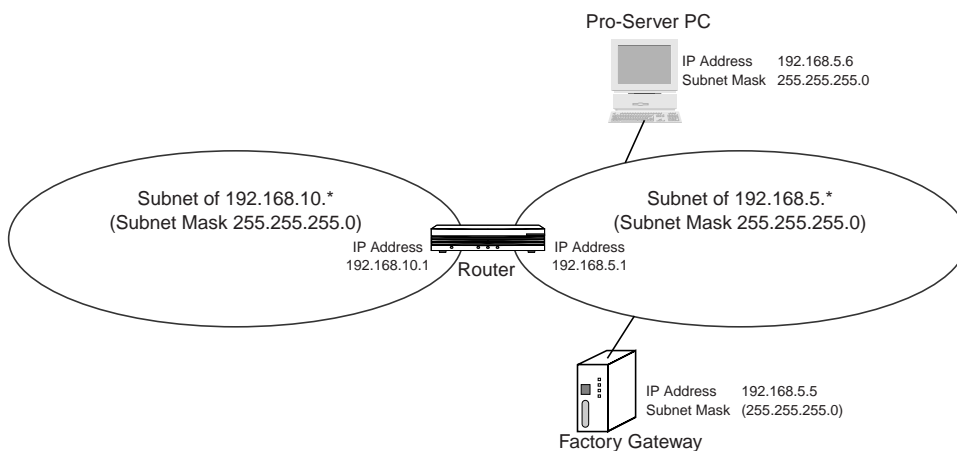 Pro-Server PC
IP Address 192.168.5.6
Subnet Mask 255.255.255.0
Subnet of 192.168.10.*
(Subnet Mask 255.255.255.0)
Subnet of 192.168.5.*
(Subnet Mask 255.255.255.0)
IP Address
192.168.10.1
Router
IP Address
192.168.5.1
IP Address 192.168.5.5
Subnet Mask (255.255.255.0)
Factory Gateway